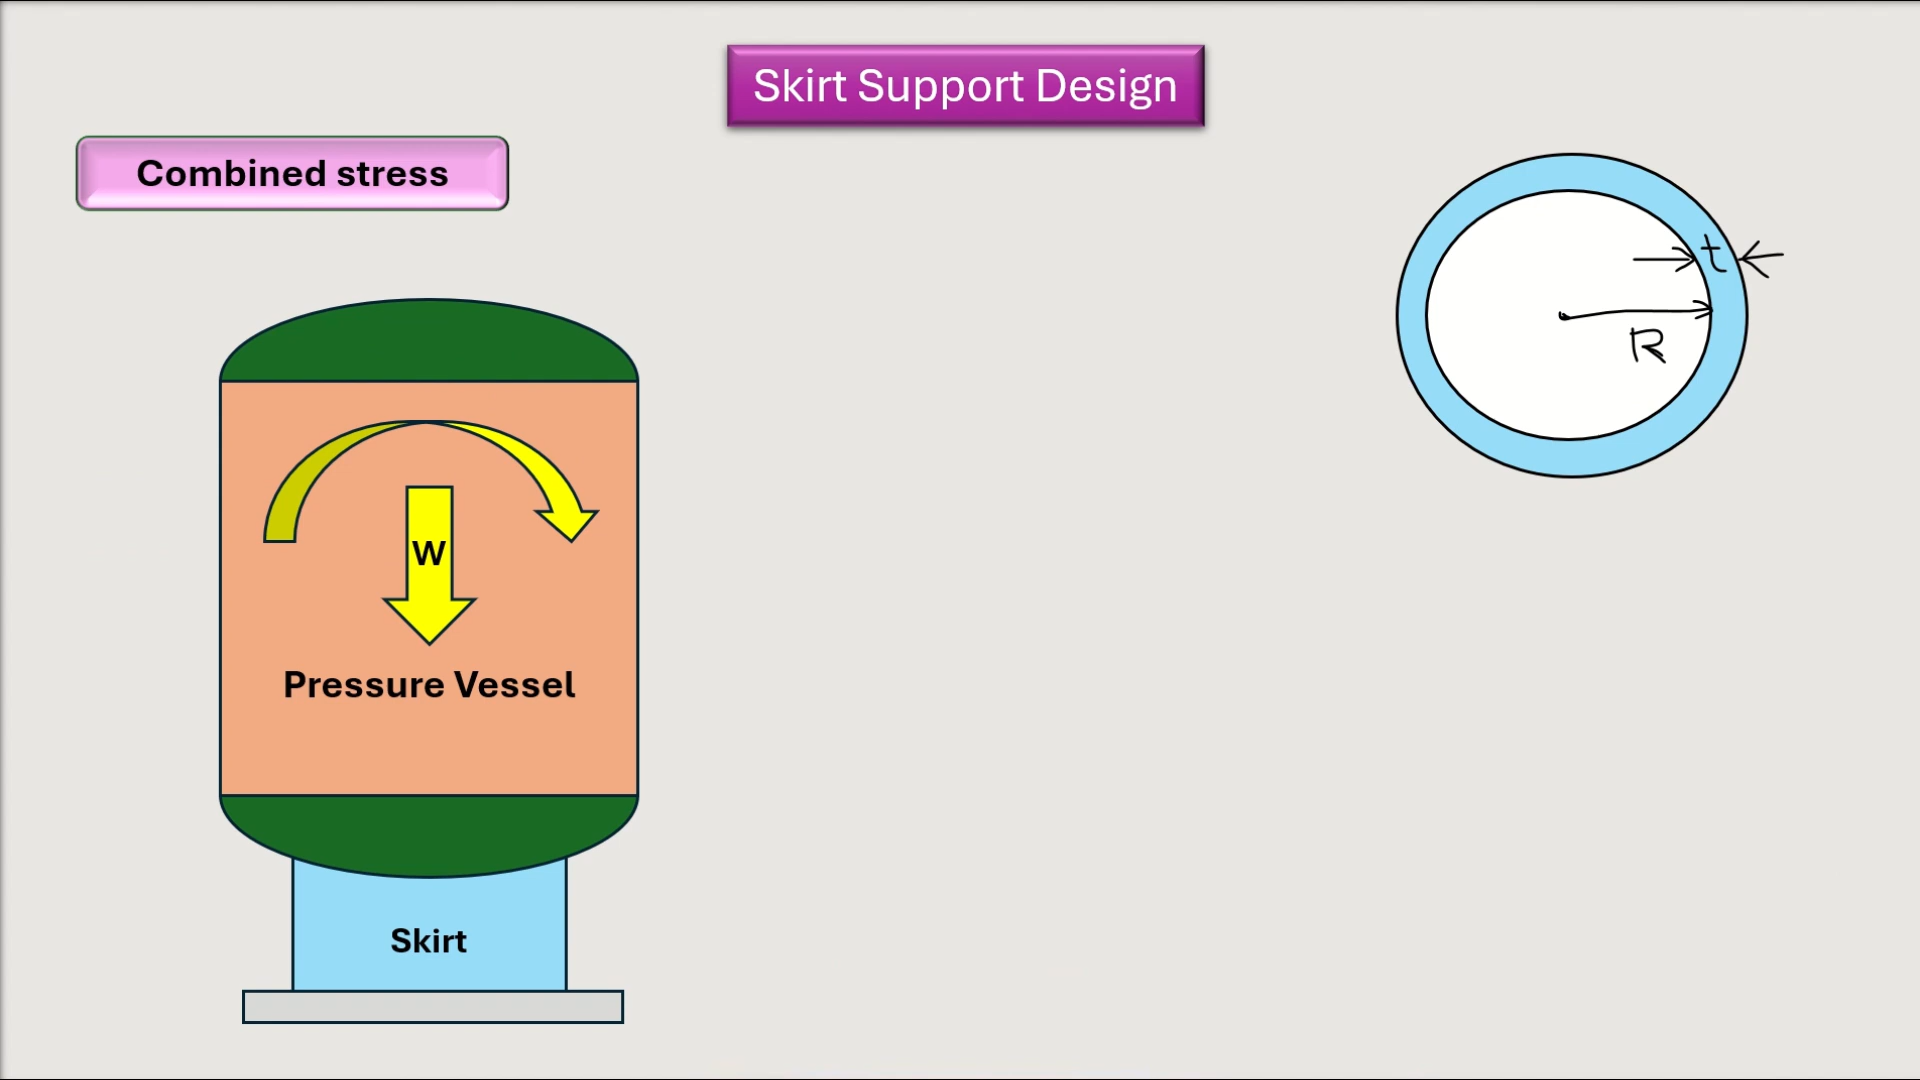 Skirt Support Design
Combined stress
t
R
W
Pressure Vessel
Skirt